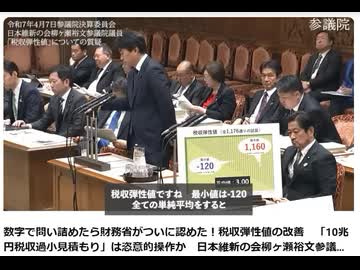 令和7年4月7日参議院決算委員会
日本維新の会柳ヶ瀬裕文参議院議員
「税収弾性値」についての質疑
参議院
税収弾性値
-120
1,160
3.00
税収弾性値ですね 最小値は-120
全ての単純平均をすると
数字で問い詰めたら財務省がついに認めた!税収弾性値の改善 「10兆
円税収過小見積もり」は恣意的操作か 日本維新の会柳ヶ瀬裕文参議...